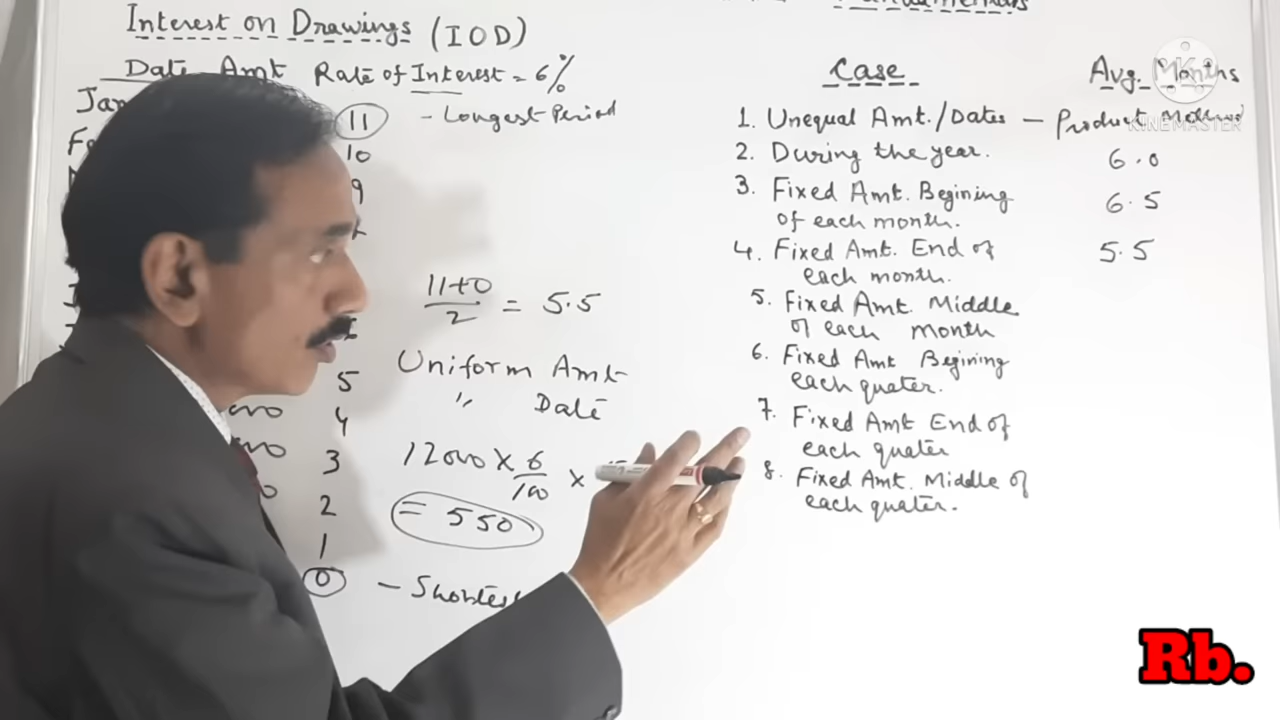 Interest on Drawings (IOD)
Date Amt Rate of Interest = 6%
Jan
11 - Longest Period
10
9
11+0
2
= 5.5
Uniform Amt
" Date
5
4
3
2
1
0 - Shortes
12000 × 6
100
×
= 550
Case Avg. Months
1. Unequal Amt./Dates - Product Method
2. During the year. 6.0
3. Fixed Amt. Begining
of each month. 6.5
4. Fixed Amt. End of
each month. 5.5
5. Fixed Amt. Middle
of each Month
6. Fixed Amt Begining
each quater.
7. Fixed Amt End of
each quater
8. Fixed Amt. Middle of
each quater.
KINEMASTER
Rb.